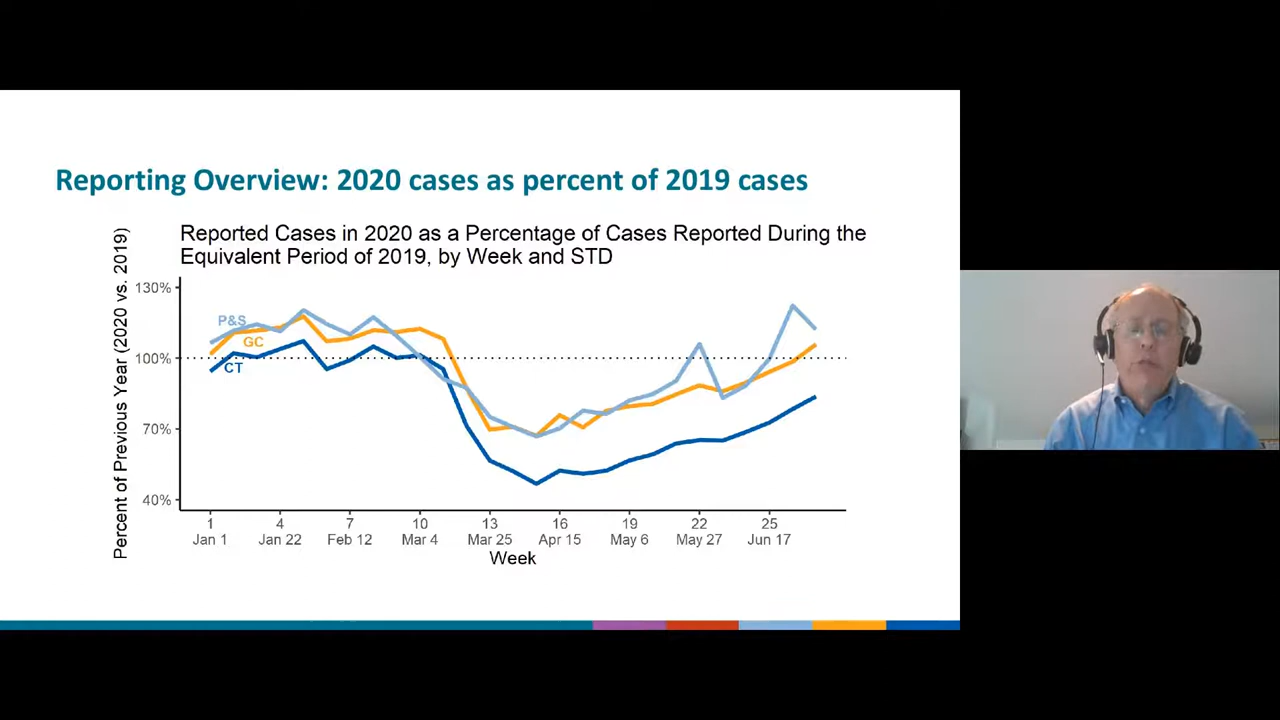 Reporting Overview: 2020 cases as percent of 2019 cases
Reported Cases in 2020 as a Percentage of Cases Reported During the
Equivalent Period of 2019, by Week and STD
Percent of Previous Year (2020 vs. 2019)
130%
100%
70%
40%
P&S
GC
CT
1 4 7 10 13 16 19 22 25
Jan 1 Jan 22 Feb 12 Mar 4 Mar 25 Apr 15 May 6 May 27 Jun 17
Week